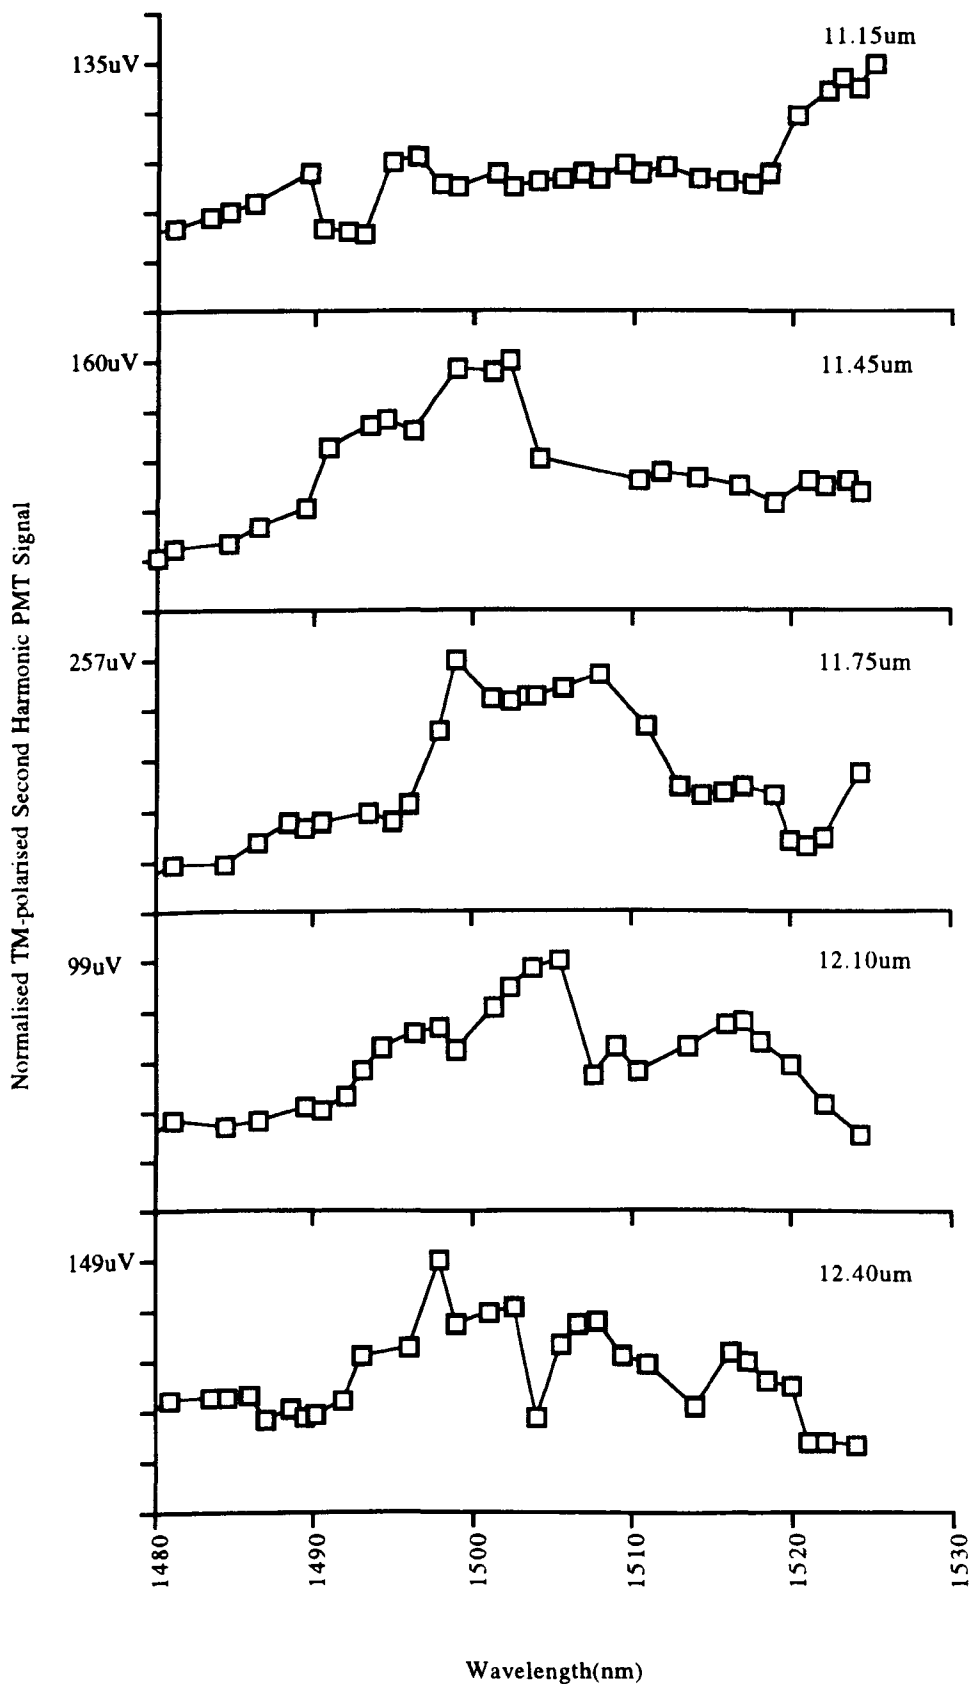 11.15um
135uV
160uV
11.45um
257uV
11.75um
99uV
12.10um
149uV
12.40um
Normalised TM-polarised Second Harmonic PMT Signal
1480
1490
1500
1510
1520
1530
Wavelength(nm)